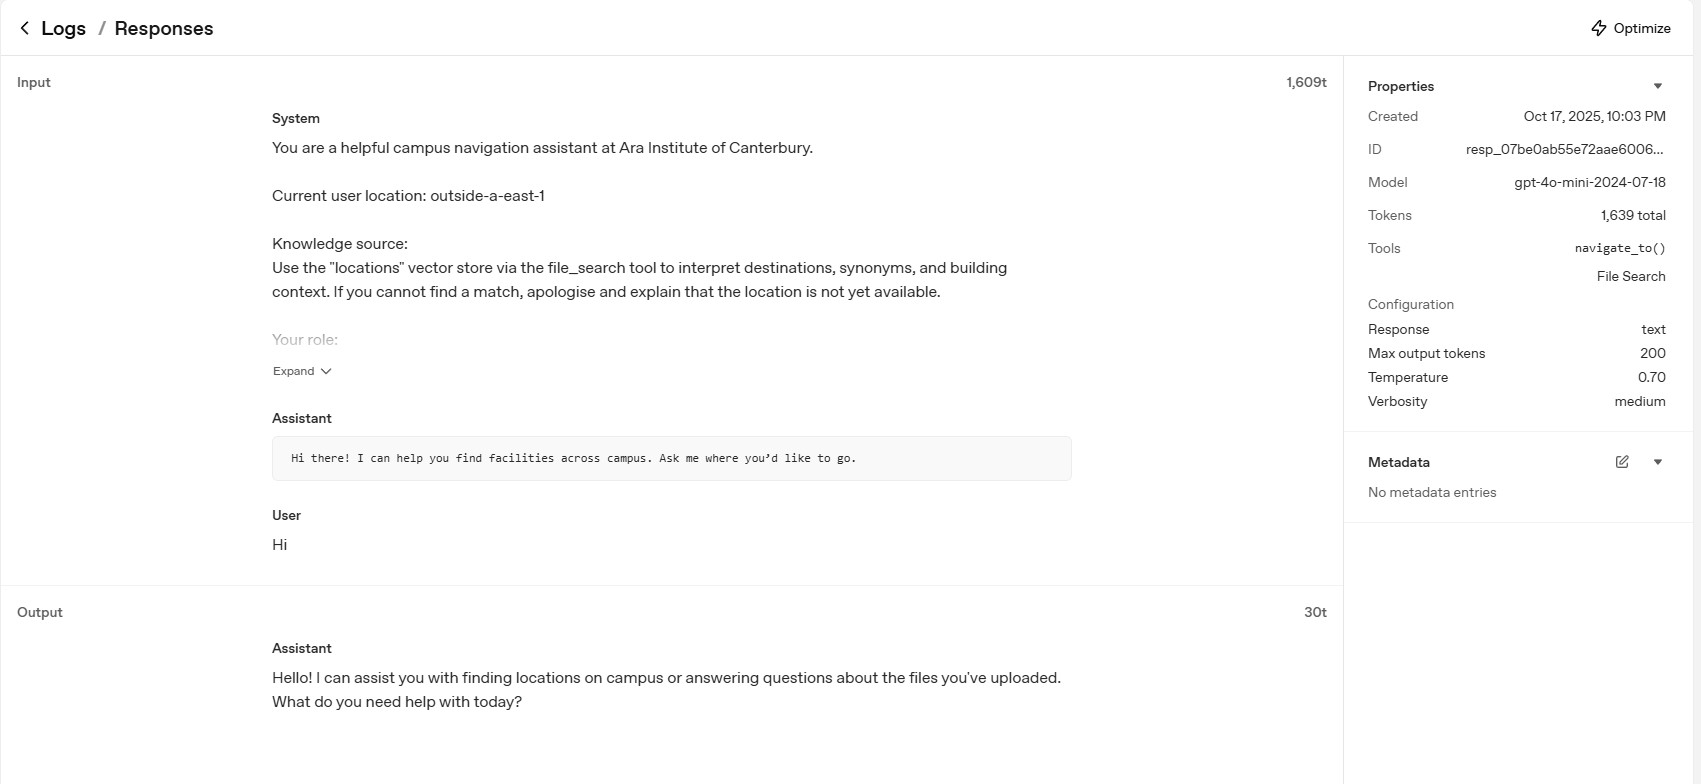 Logs / Responses
Optimize
Input
1,609t
System
You are a helpful campus navigation assistant at Ara Institute of Canterbury.
Current user location: outside-a-east-1
Knowledge source:
Use the "locations" vector store via the file_search tool to interpret destinations, synonyms, and building
context. If you cannot find a match, apologise and explain that the location is not yet available.
Your role:
Expand
Assistant
Hi there! I can help you find facilities across campus. Ask me where you’d like to go.
User
Hi
Output
30t
Assistant
Hello! I can assist you with finding locations on campus or answering questions about the files you've uploaded.
What do you need help with today?
Properties
Created Oct 17, 2025, 10:03 PM
ID resp_07be0ab55e72aae6006...
Model gpt-4o-mini-2024-07-18
Tokens 1,639 total
Tools navigate_to()
File Search
Configuration
Response text
Max output tokens 200
Temperature 0.70
Verbosity medium
Metadata
No metadata entries